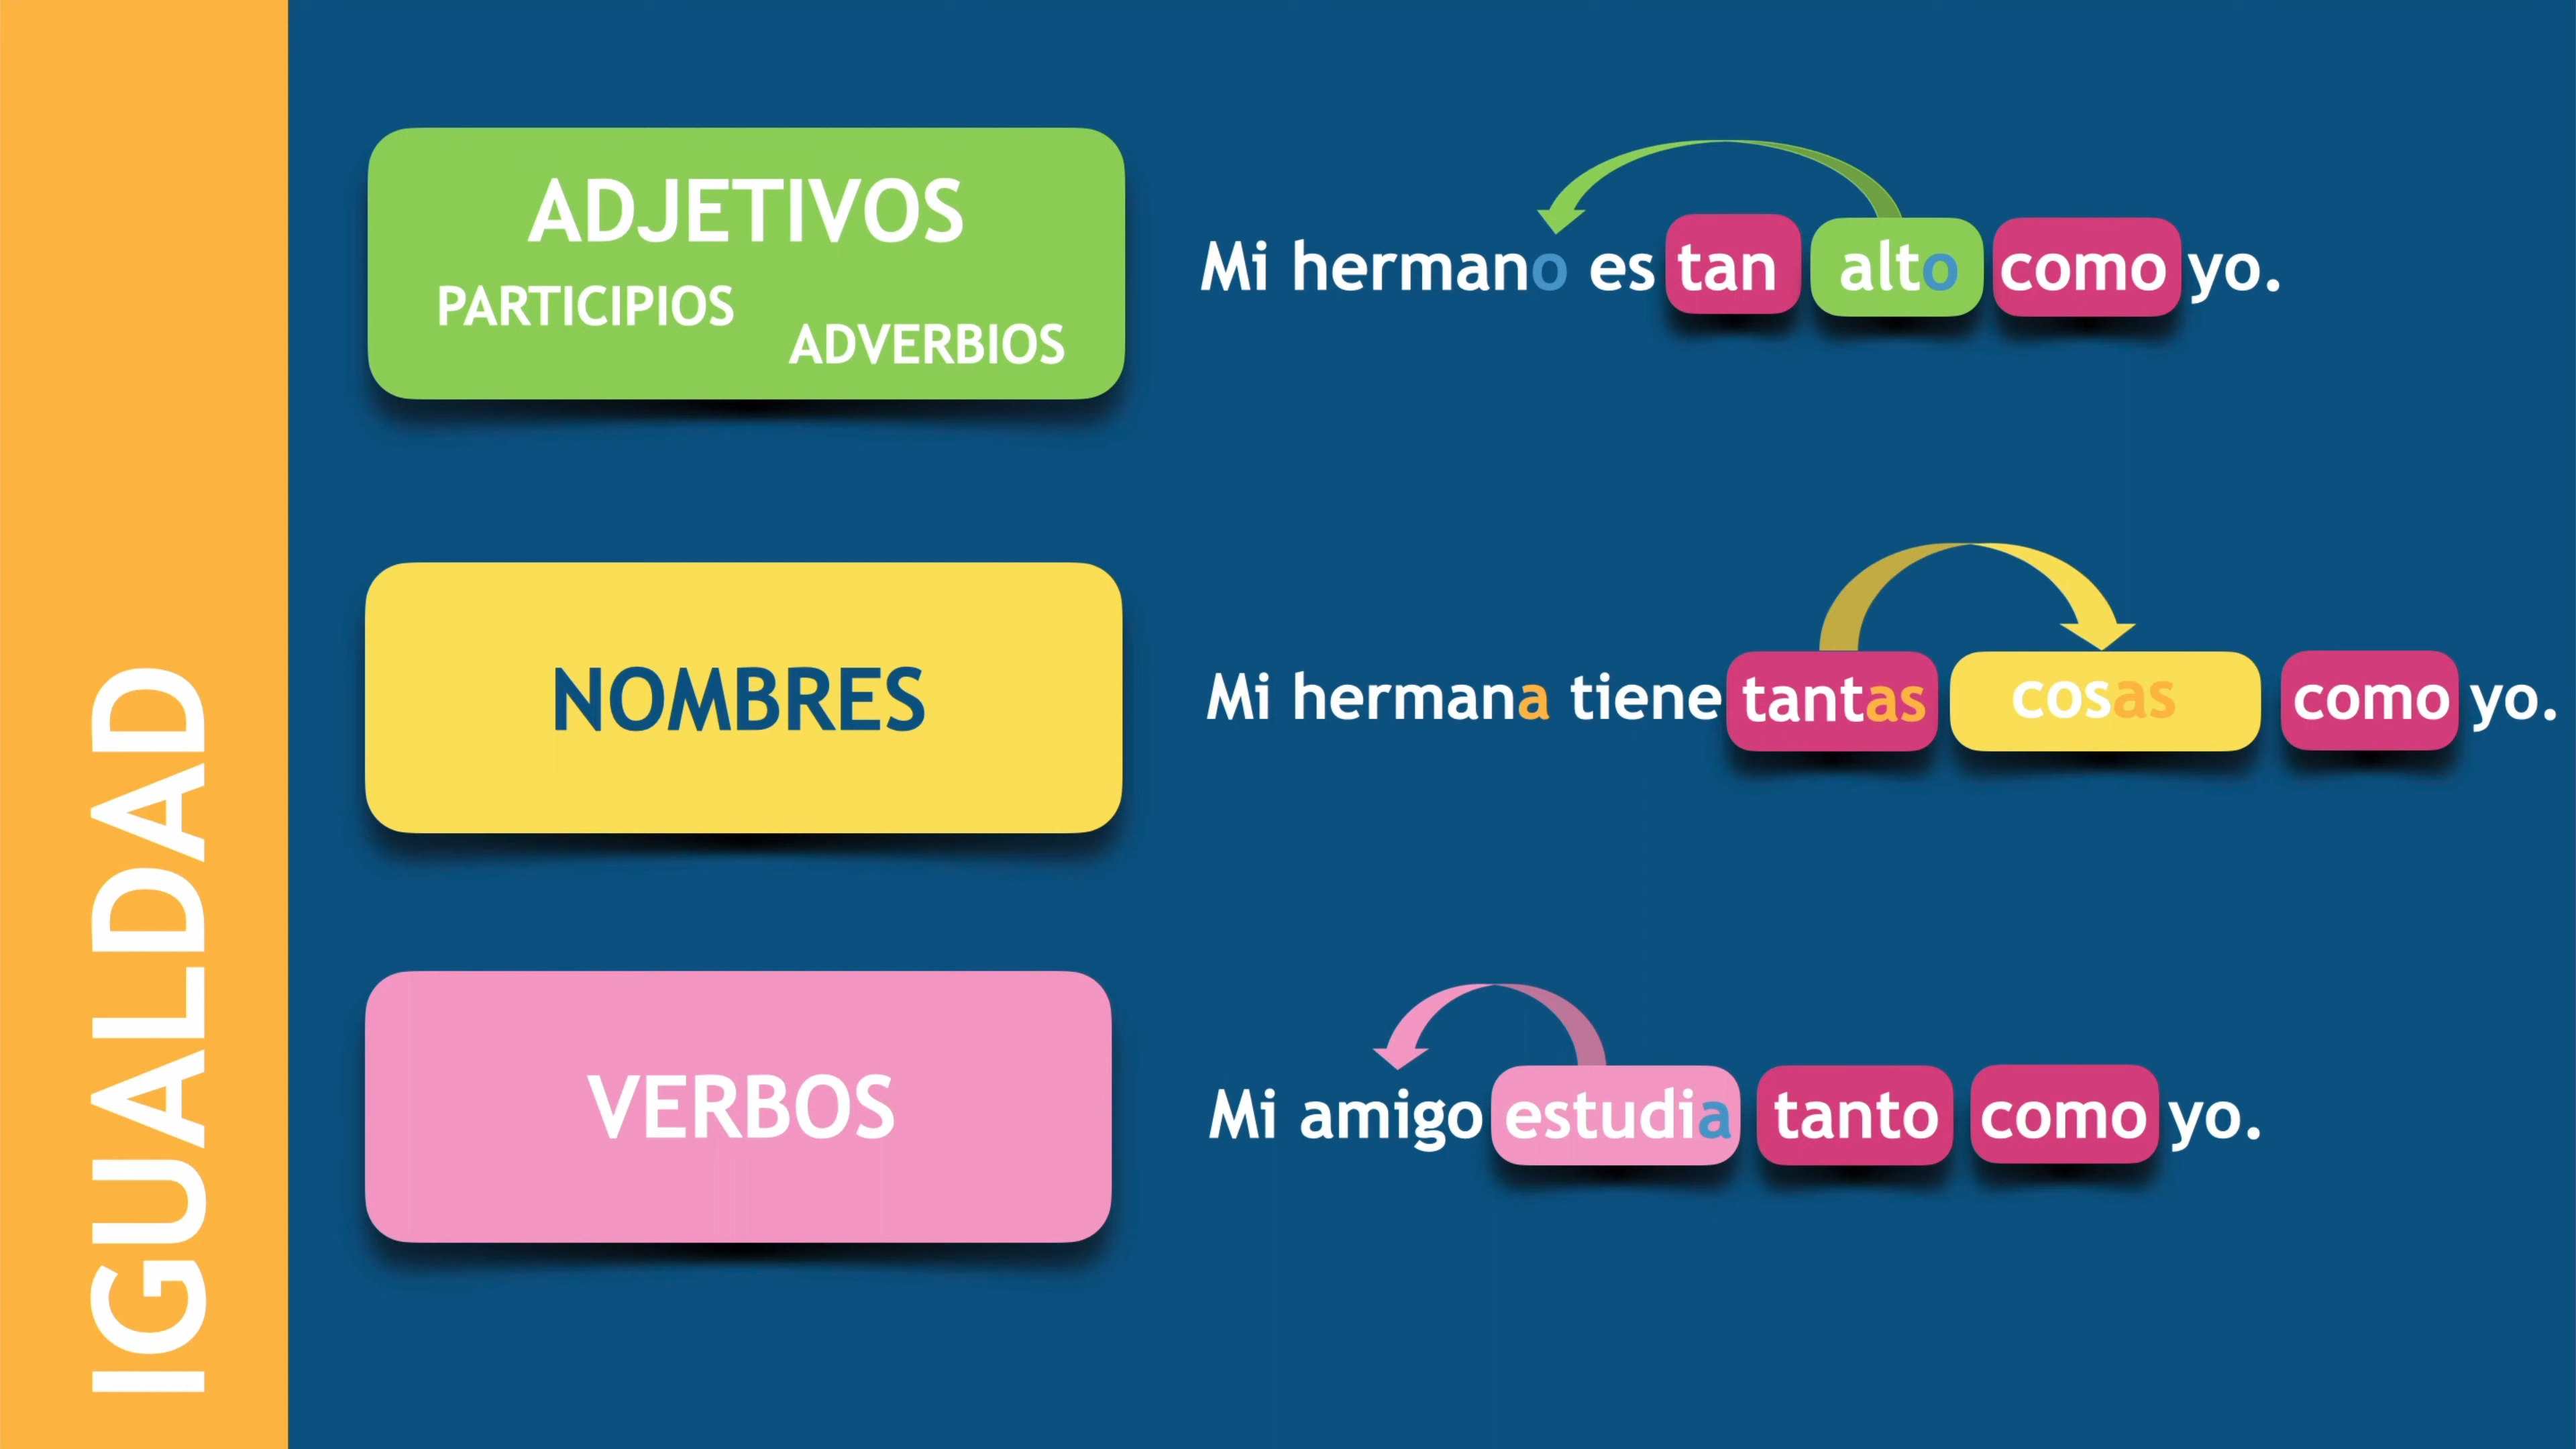 IGUALDAD
ADJETIVOS
PARTICIPIOS
ADVERBIOS
Mi hermano es tan alto como yo.
NOMBRES
Mi hermana tiene tantas cosas como yo.
VERBOS
Mi amigo estudia tanto como yo.